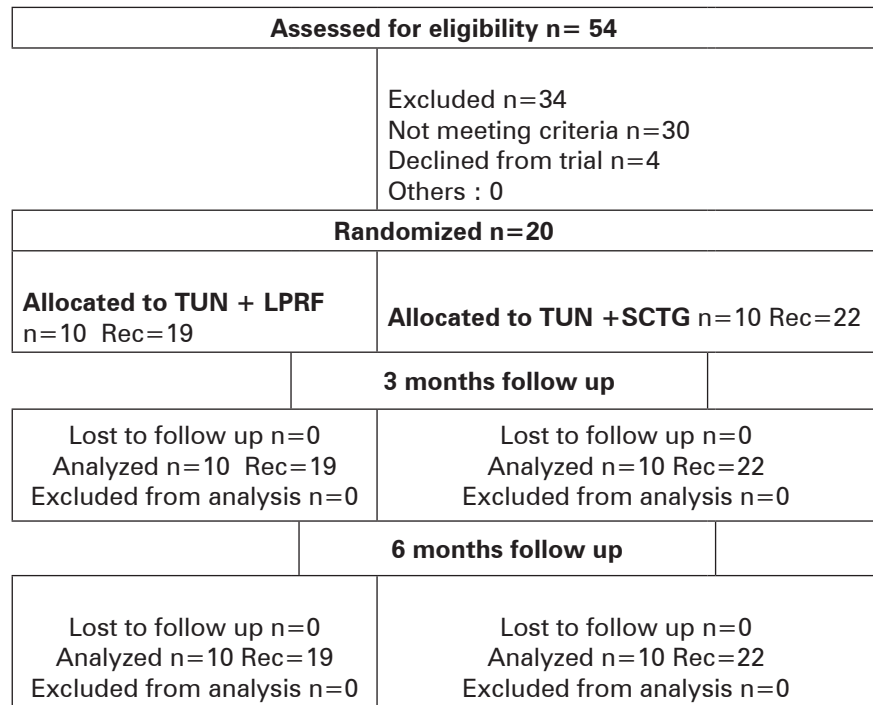 Assessed for eligibility n= 54
Excluded n=34
Not meeting criteria n=30
Declined from trial n=4
Others : 0
Randomized n=20
Allocated to TUN + LPRF
n=10 Rec=19
Allocated to TUN +SCTG n=10 Rec=22
3 months follow up
Lost to follow up n=0
Analyzed n=10 Rec=19
Excluded from analysis n=0
Lost to follow up n=0
Analyzed n=10 Rec=22
Excluded from analysis n=0
6 months follow up
Lost to follow up n=0
Analyzed n=10 Rec=19
Excluded from analysis n=0
Lost to follow up n=0
Analyzed n=10 Rec=22
Excluded from analysis n=0